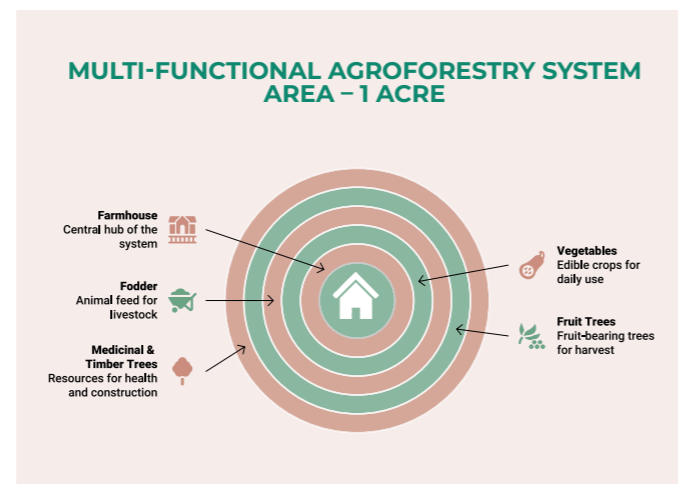 MULTI-FUNCTIONAL AGROFORESTRY SYSTEM
AREA – 1 ACRE
Farmhouse
Central hub of the
system
Fodder
Animal feed for
livestock
Medicinal &
Timber Trees
Resources for health
and construction
Vegetables
Edible crops for
daily use
Fruit Trees
Fruit-bearing trees
for harvest